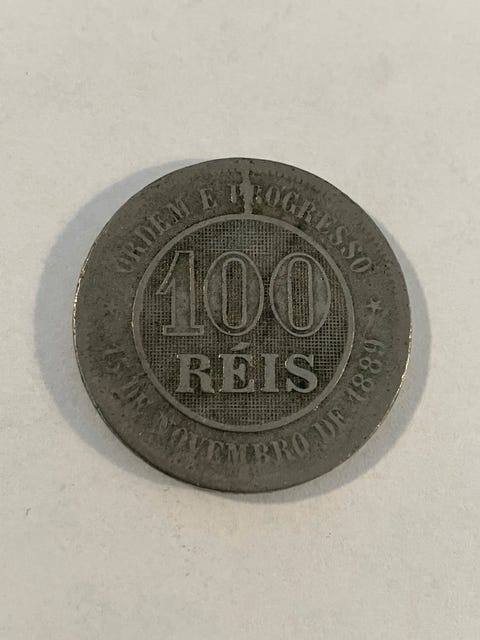 ORDEM E PROGRESSO
100
RÉIS
15 DE NOVEMBRO DE 1889